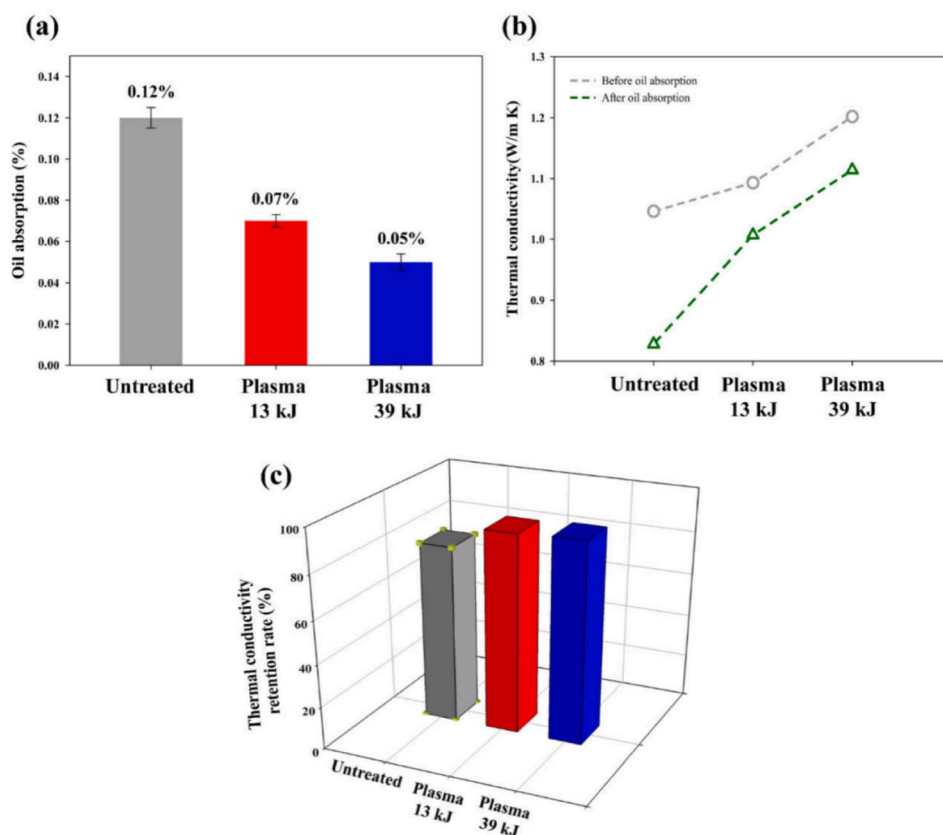 (a)
0.14
0.12
0.10
0.08
0.06
0.04
0.02
0.00
Oil absorption (%)
0.12%
0.07%
0.05%
Untreated
Plasma
13 kJ
Plasma
39 kJ
(b)
1.3
1.2
1.1
1.0
0.9
0.8
Thermal conductivity(W/m K)
Before oil absorption
After oil absorption
Untreated
Plasma
13 kJ
Plasma
39 kJ
(c)
100
80
60
40
20
0
Thermal conductivity
retention rate (%)
Untreated
Plasma
13 kJ
Plasma
39 kJ